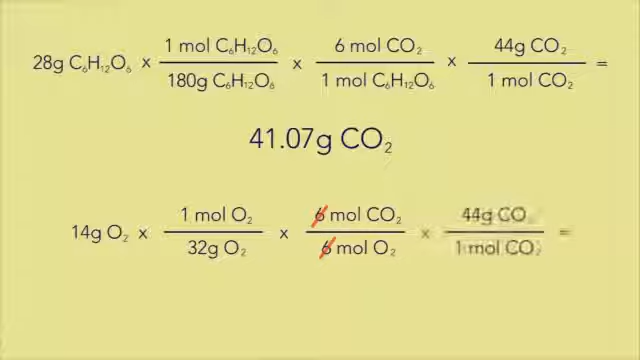 28g C₆H₁₂O₆ x 1 mol C₆H₁₂O₆ / 180g C₆H₁₂O₆ x 6 mol CO₂ / 1 mol C₆H₁₂O₆ x 44g CO₂ / 1 mol CO₂ =
41.07g CO₂
14g O₂ x 1 mol O₂ / 32g O₂ x 6 mol CO₂ / 6 mol O₂ x 44g CO₂ / 1 mol CO₂ =